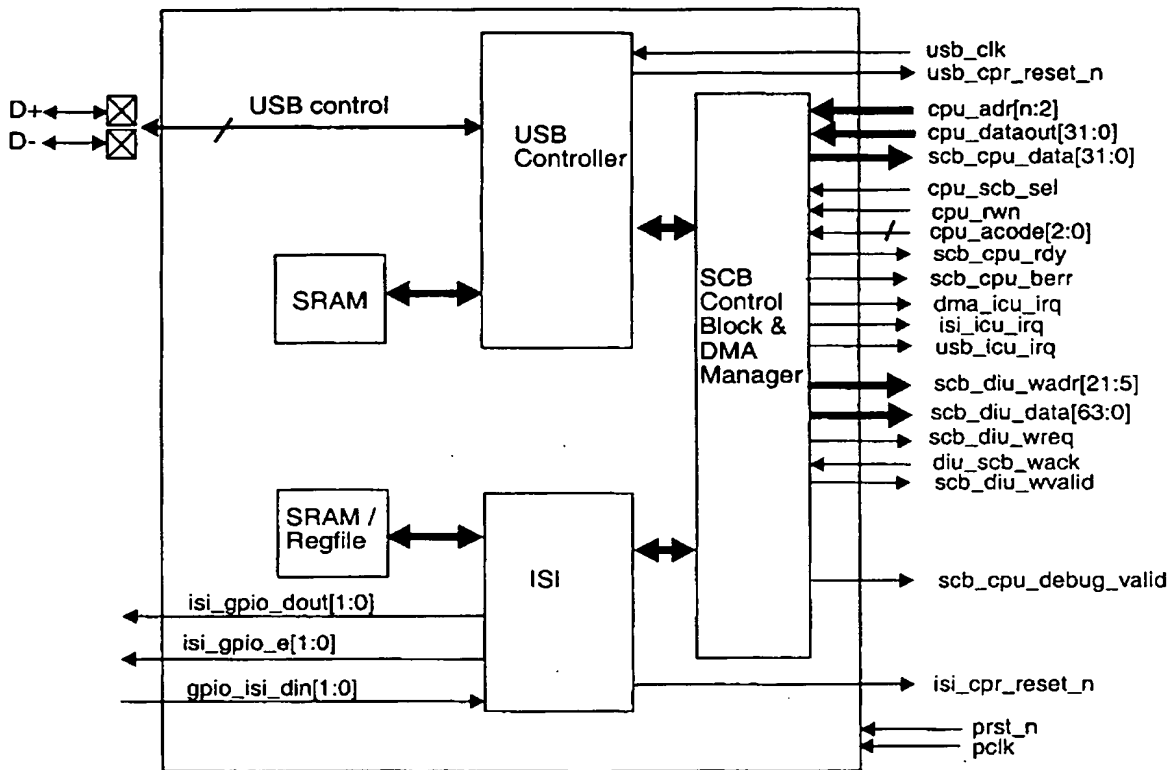 usb_clk
usb_cpr_reset_n
D+
D-
USB control
USB
Controller
cpu_adr[n:2]
cpu_dataout[31:0]
scb_cpu_data[31:0]
cpu_scb_sel
cpu_rwn
cpu_acode[2:0]
scb_cpu_rdy
scb_cpu_berr
dma_icu_irq
isi_icu_irq
usb_icu_irq
SRAM
SCB
Control
Block &
DMA
Manager
scb_diu_wadr[21:5]
scb_diu_data[63:0]
scb_diu_wreq
diu_scb_wack
scb_diu_wvalid
SRAM /
Regfile
ISI
scb_cpu_debug_valid
isi_gpio_dout[1:0]
isi_gpio_e[1:0]
gpio_isi_din[1:0]
isi_cpr_reset_n
prst_n
pclk